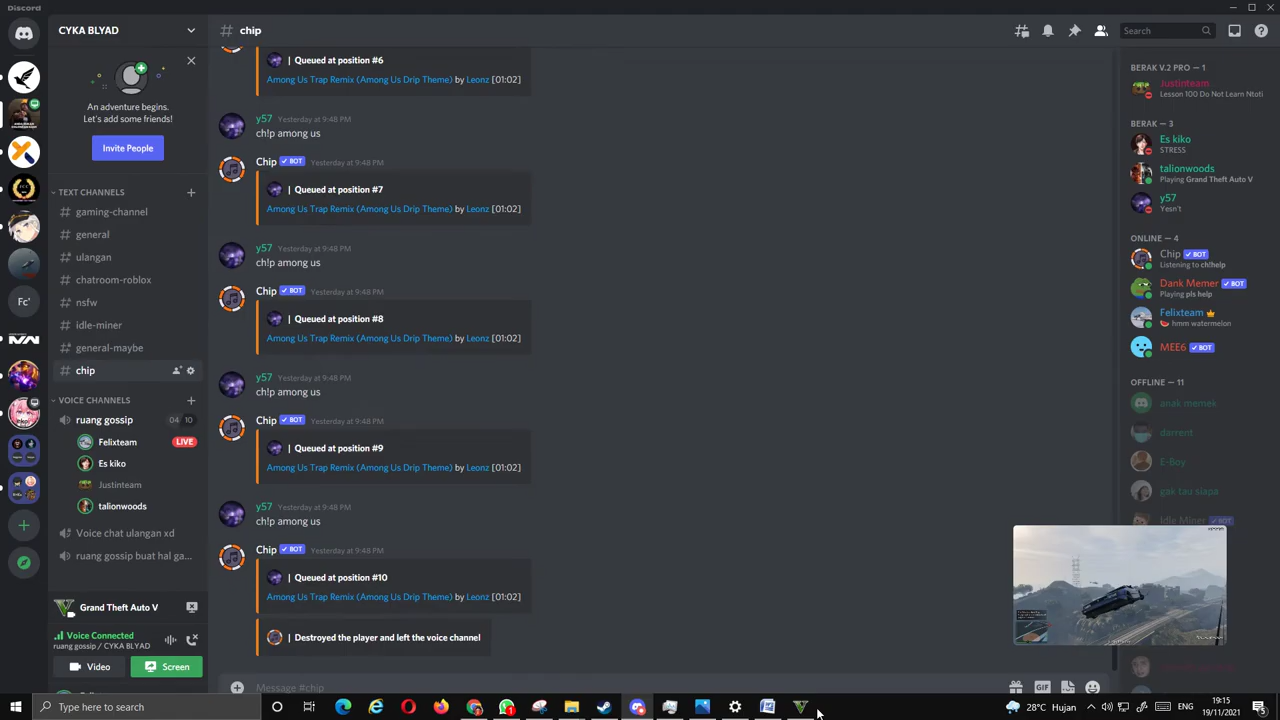 Discord
CYKA BLYAD
An adventure begins.
Let's add some friends!
Invite People
TEXT CHANNELS
gaming-channel
general
ulangan
chatroom-roblox
nsfw
idle-miner
general-maybe
chip
VOICE CHANNELS
ruang gossip 04 10
Felixteam LIVE
Es kiko
Justinteam
talionwoods
Voice chat ulangan xd
ruang gossip buat hal ga...
Grand Theft Auto V
Voice Connected
ruang gossip / CYKA BLYAD
Video Screen
# chip
Search
| Queued at position #6
Among Us Trap Remix (Among Us Drip Theme) by Leonz [01:02]
y57 Yesterday at 9:48 PM
ch!p among us
Chip BOT Yesterday at 9:48 PM
| Queued at position #7
Among Us Trap Remix (Among Us Drip Theme) by Leonz [01:02]
y57 Yesterday at 9:48 PM
ch!p among us
Chip BOT Yesterday at 9:48 PM
| Queued at position #8
Among Us Trap Remix (Among Us Drip Theme) by Leonz [01:02]
y57 Yesterday at 9:48 PM
ch!p among us
Chip BOT Yesterday at 9:48 PM
| Queued at position #9
Among Us Trap Remix (Among Us Drip Theme) by Leonz [01:02]
y57 Yesterday at 9:48 PM
ch!p among us
Chip BOT Yesterday at 9:48 PM
| Queued at position #10
Among Us Trap Remix (Among Us Drip Theme) by Leonz [01:02]
| Destroyed the player and left the voice channel
Message #chip
GIF
BERAK V.2 PRO — 1
Justinteam
Lesson 100 Do Not Learn Ntoti
BERAK — 3
Es kiko
STRESS
talionwoods
Playing Grand Theft Auto V
y57
Yesn't
ONLINE — 4
Chip BOT
Listening to ch!help
Dank Memer BOT
Playing pls help
Felixteam
hmm watermelon
MEE6 BOT
OFFLINE — 11
anak memek
darrent
E-Boy
gak tau siapa
Idle Miner BOT
Type here to search
28°C Hujan
ENG
19:15
19/11/2021